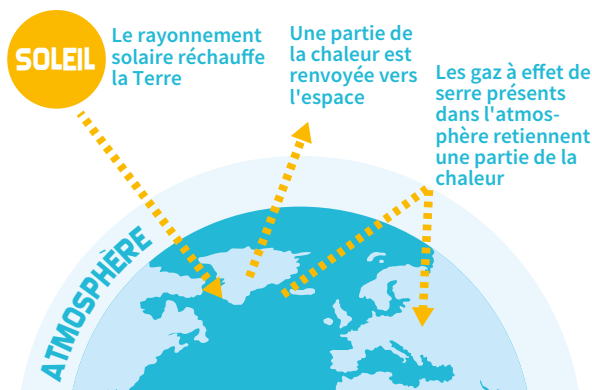 SOLEIL
Le rayonnement
solaire réchauffe
la Terre
Une partie de
la chaleur est
renvoyée vers
l'espace
Les gaz à effet de
serre présents
dans l'atmos-
phère retiennent
une partie de la
chaleur
ATMOSPHÈRE